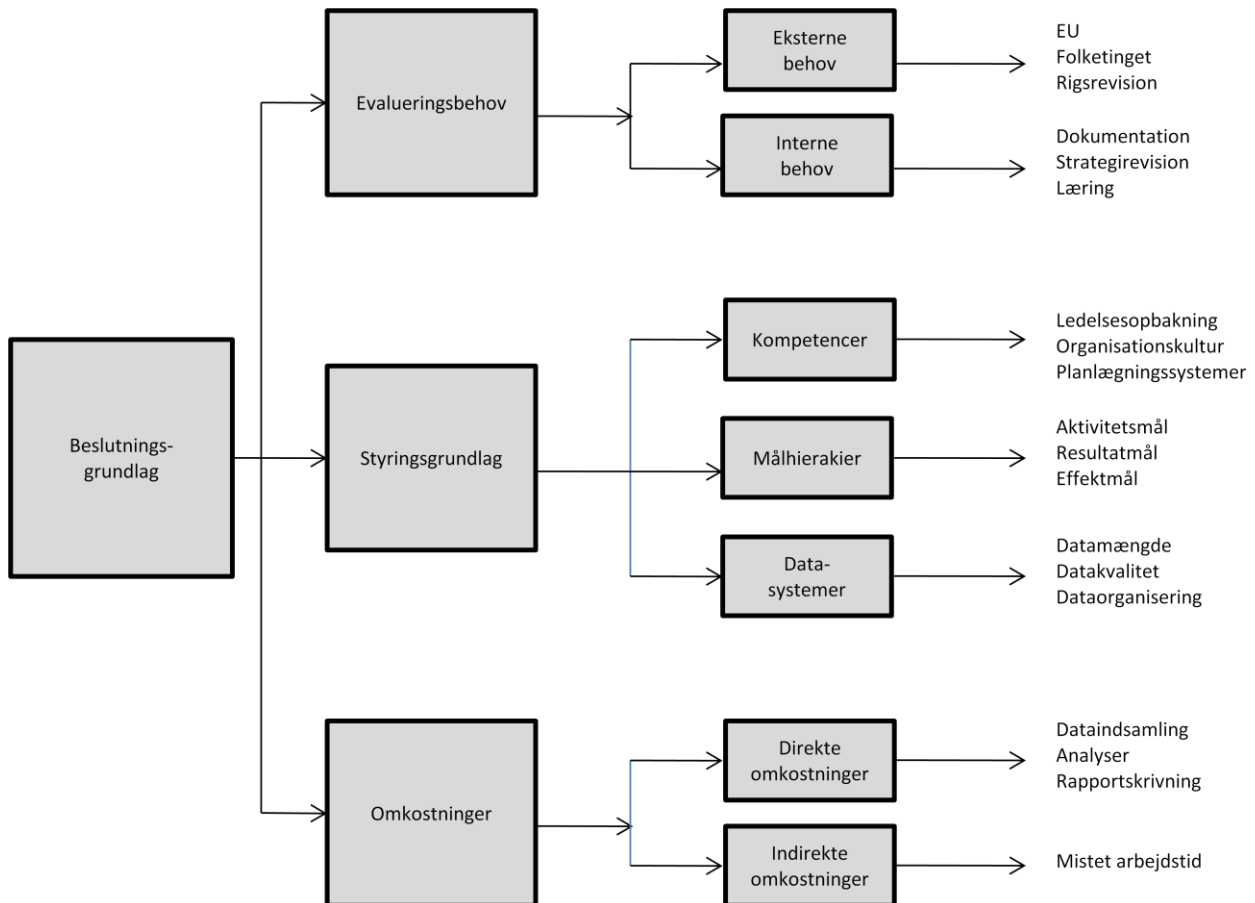 Beslutnings-
grundlag
Evalueringsbehov
Eksterne
behov
EU
Folketinget
Rigsrevision
Interne
behov
Dokumentation
Strategirevision
Læring
Styringsgrundlag
Kompetencer
Ledelsesopbakning
Organisationskultur
Planlægningssystemer
Målhierakier
Aktivitetsmål
Resultatmål
Effektmål
Data-
systemer
Datamængde
Datakvalitet
Dataorganisering
Omkostninger
Direkte
omkostninger
Dataindsamling
Analyser
Rapportskrivning
Indirekte
omkostninger
Mistet arbejdstid